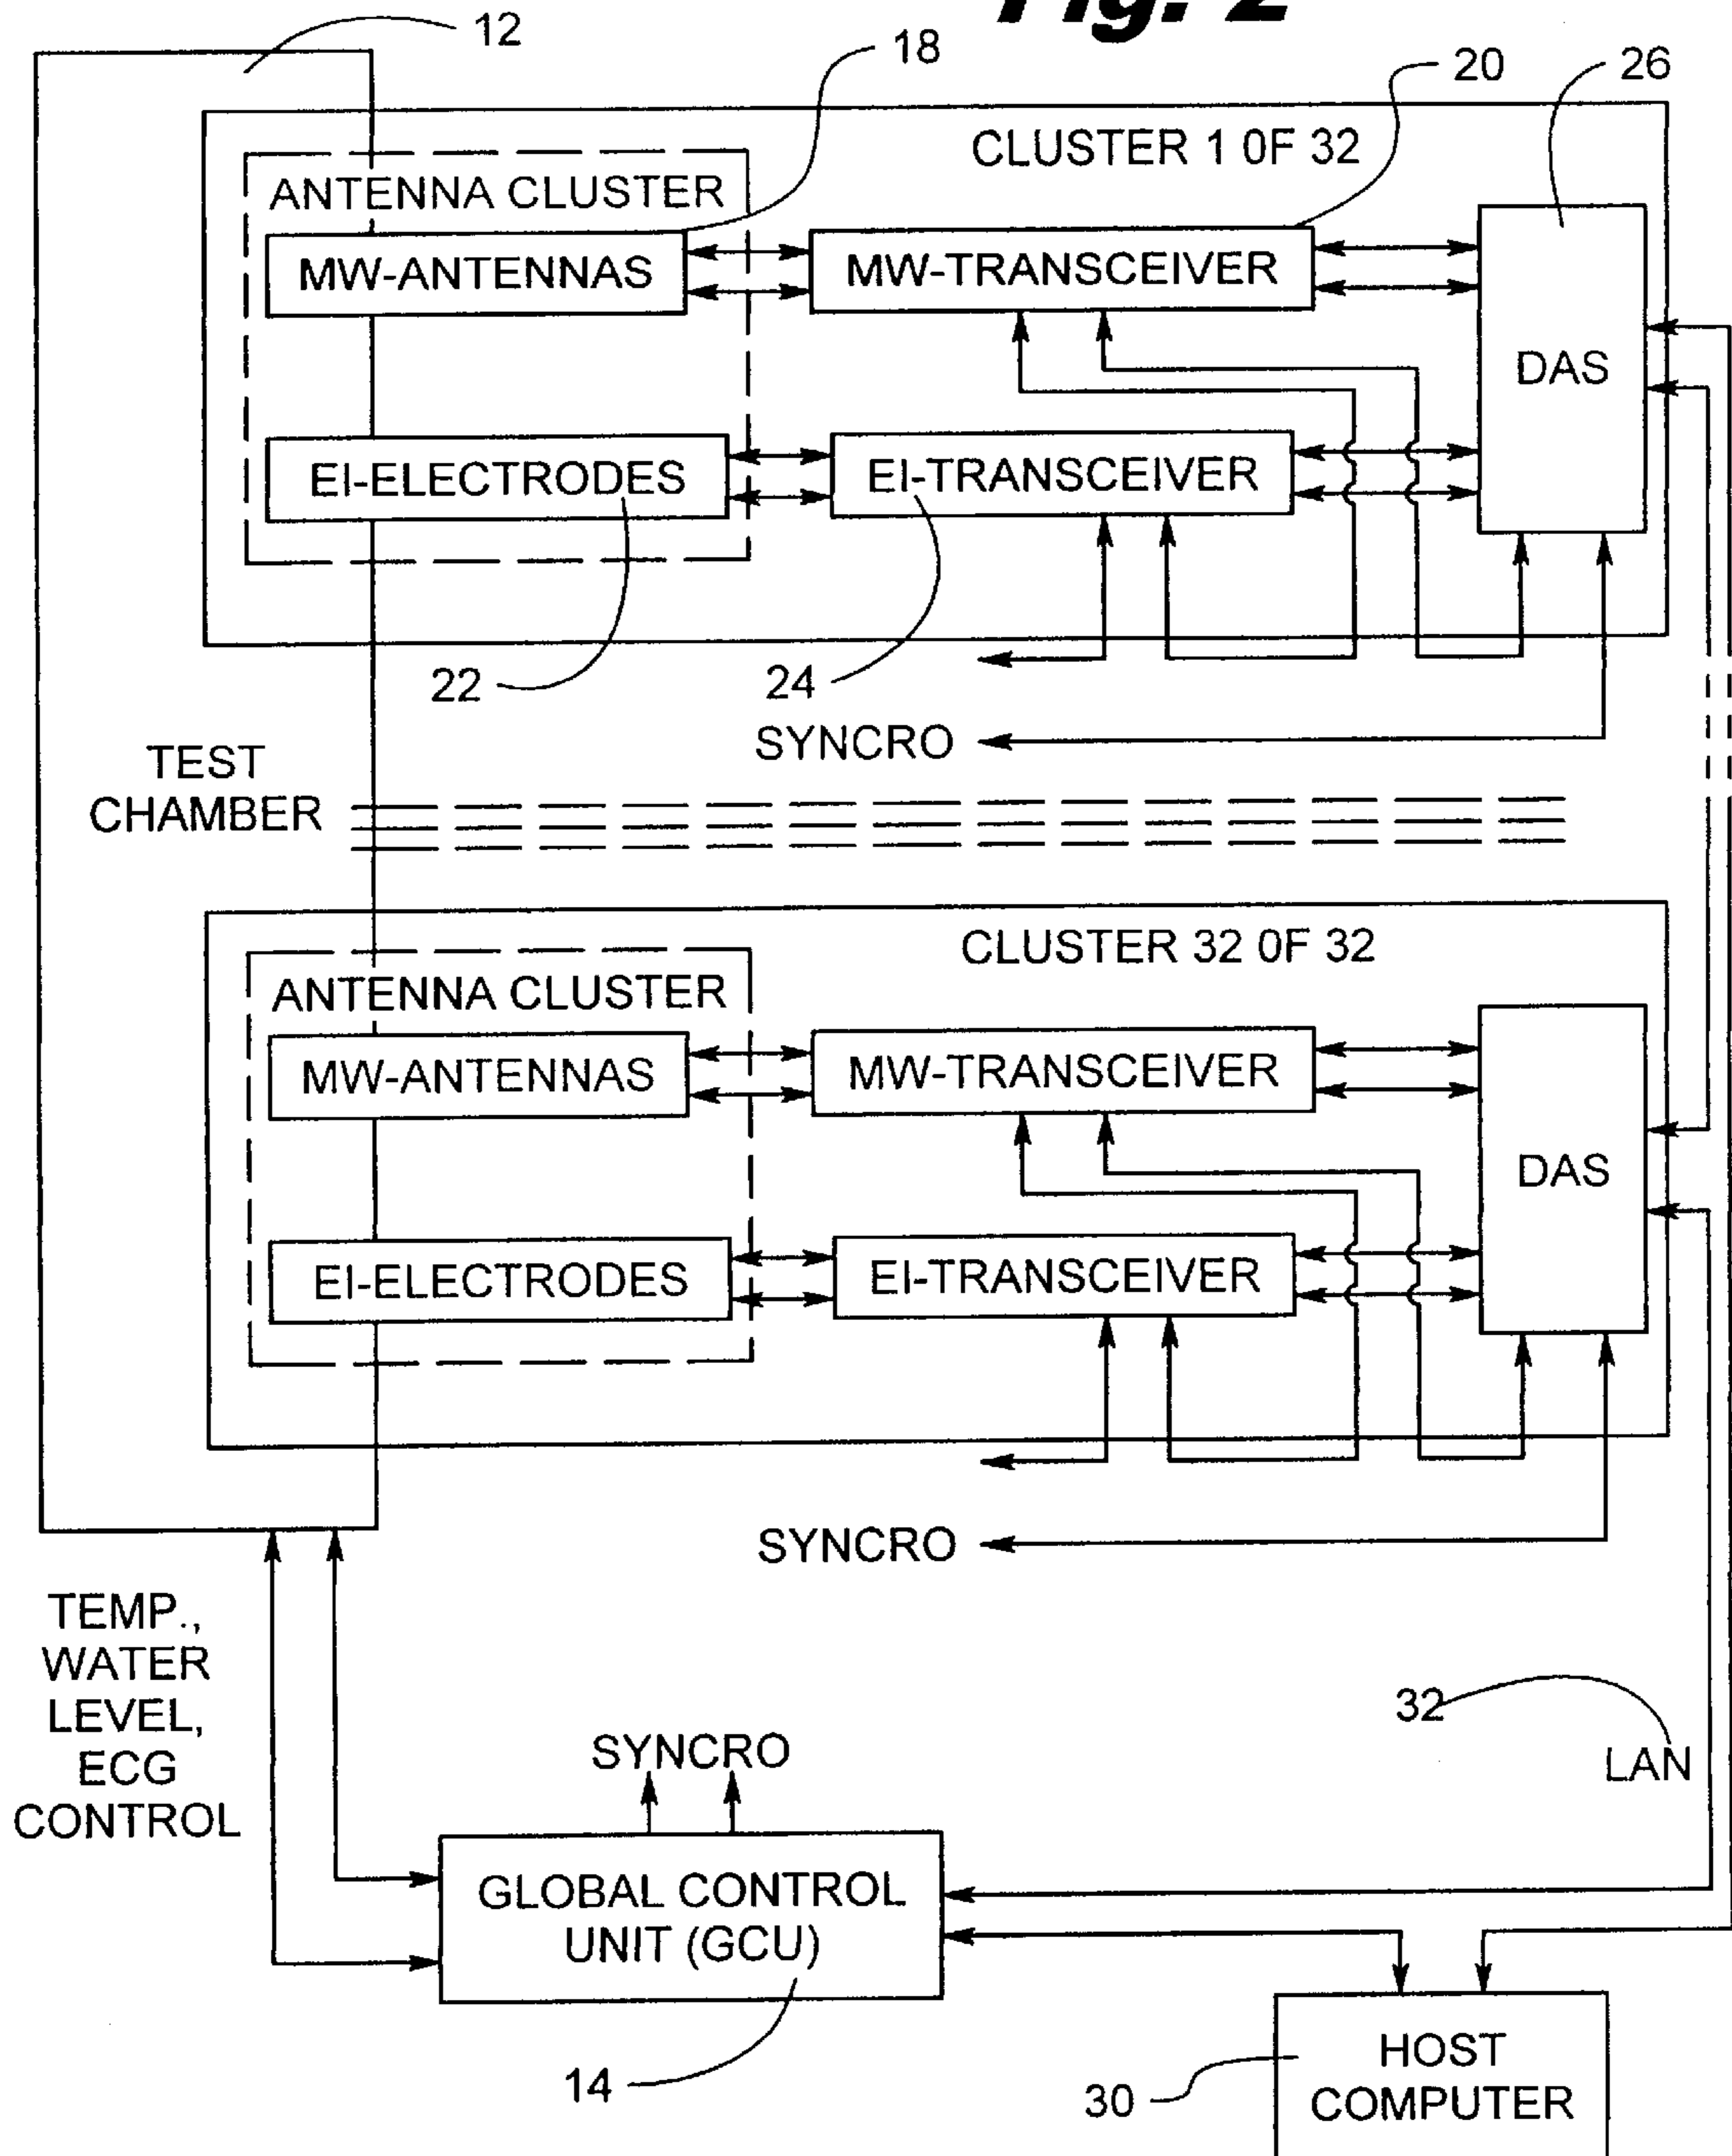 Fig. 2
12
18
20
26
CLUSTER 1 0F 32
ANTENNA CLUSTER
MW-ANTENNAS
MW-TRANSCEIVER
DAS
EI-ELECTRODES
EI-TRANSCEIVER
22
24
SYNCRO
TEST
CHAMBER
CLUSTER 32 0F 32
ANTENNA CLUSTER
MW-ANTENNAS
MW-TRANSCEIVER
DAS
EI-ELECTRODES
EI-TRANSCEIVER
SYNCRO
TEMP.,
WATER
LEVEL,
ECG
CONTROL
32
LAN
SYNCRO
GLOBAL CONTROL
UNIT (GCU)
14
30
HOST
COMPUTER